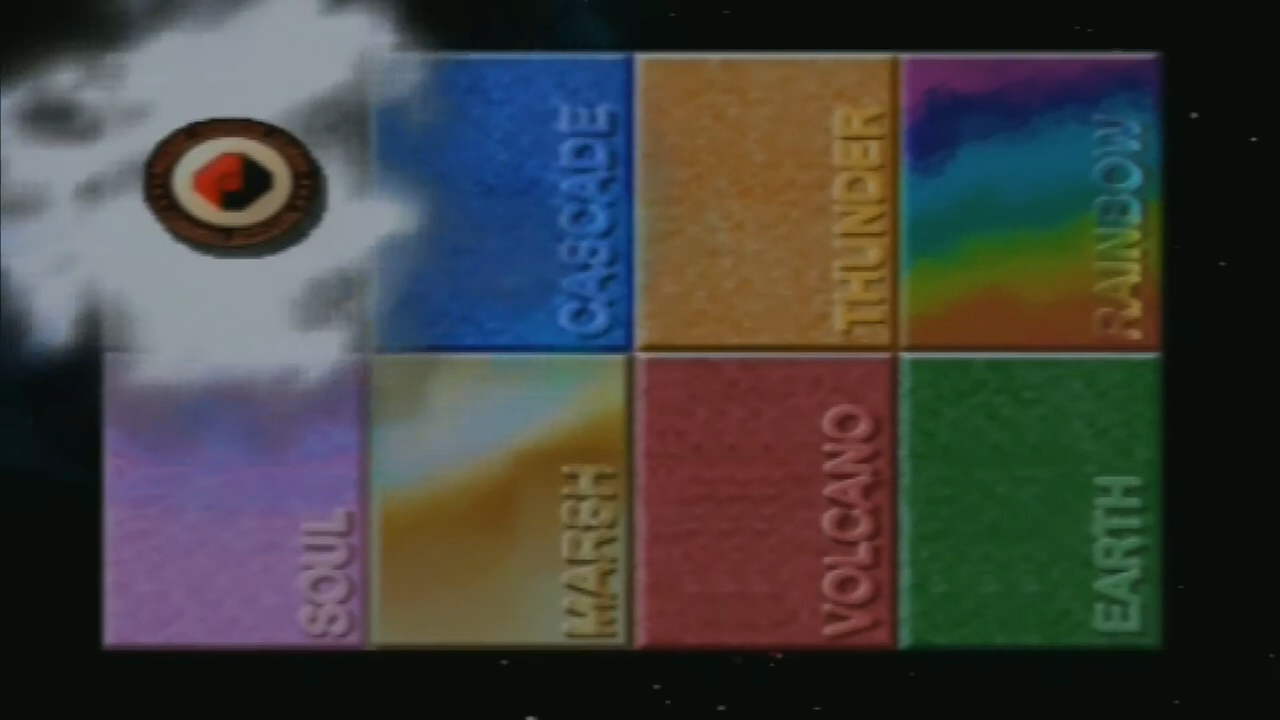 CASCADE
THUNDER
RAINBOW
SOUL
MARSH
VOLCANO
EARTH